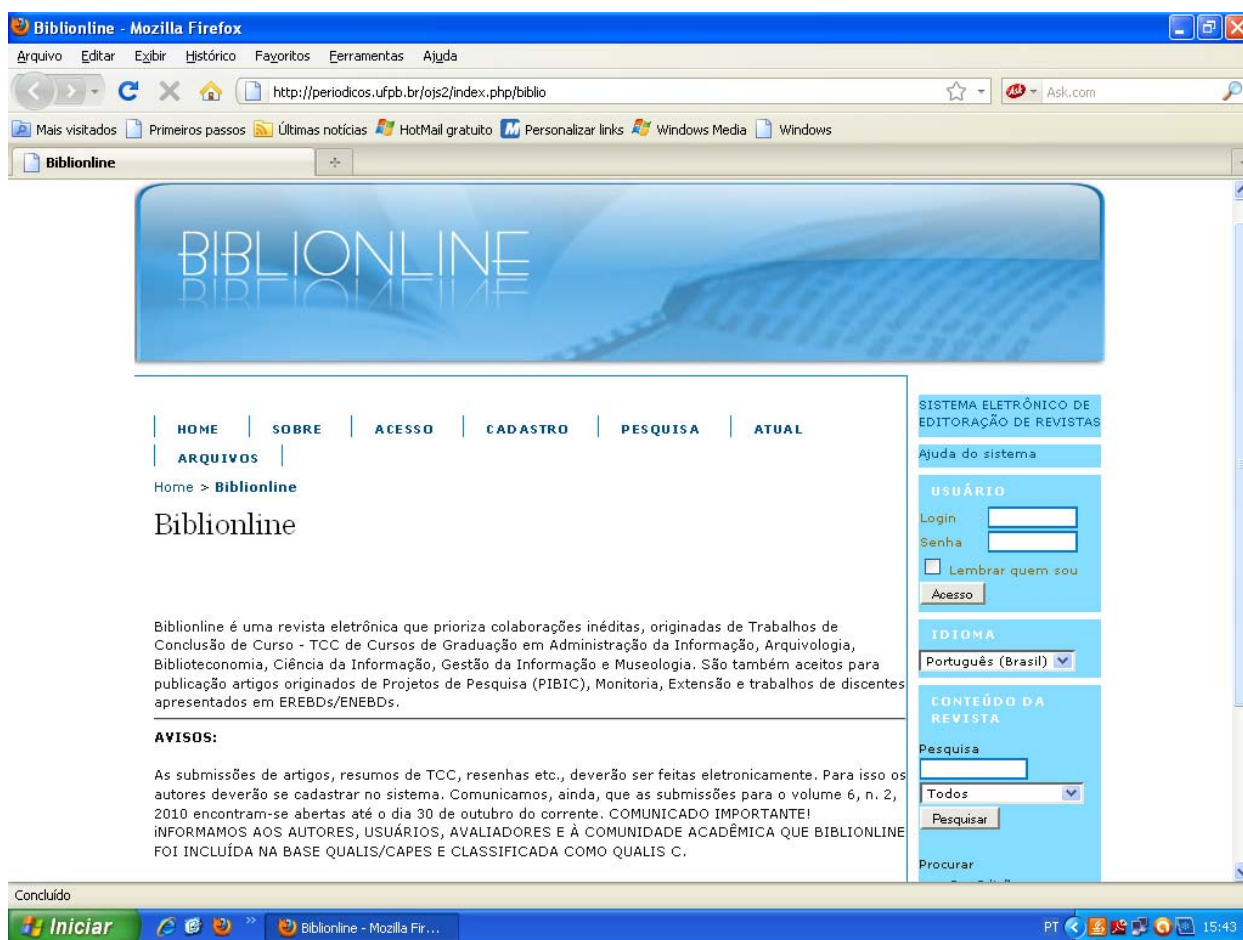 Biblionline - Mozilla Firefox
Arquivo Editar Exibir Histórico Favoritos Ferramentas Ajuda
http://periodicos.ufpb.br/ojs2/index.php/biblio
Ask Ask.com
Mais visitados Primeiros passos Últimas notícias HotMail gratuito Personalizar links Windows Media Windows
Biblionline
BIBLIONLINE
HOME SOBRE ACESSO CADASTRO PESQUISA ATUAL
ARQUIVOS
Home > Biblionline
Biblionline
Biblionline é uma revista eletrônica que prioriza colaborações inéditas, originadas de Trabalhos de
Conclusão de Curso - TCC de Cursos de Graduação em Administração da Informação, Arquivologia,
Biblioteconomia, Ciência da Informação, Gestão da Informação e Museologia. São também aceitos para
publicação artigos originados de Projetos de Pesquisa (PIBIC), Monitoria, Extensão e trabalhos de discentes
apresentados em EREBDs/ENEBDs.
AVISOS:
As submissões de artigos, resumos de TCC, resenhas etc., deverão ser feitas eletronicamente. Para isso os
autores deverão se cadastrar no sistema. Comunicamos, ainda, que as submissões para o volume 6, n. 2,
2010 encontram-se abertas até o dia 30 de outubro do corrente. COMUNICADO IMPORTANTE!
iNFORMAMOS AOS AUTORES, USUÁRIOS, AVALIADORES E À COMUNIDADE ACADÊMICA QUE BIBLIONLINE
FOI INCLUÍDA NA BASE QUALIS/CAPES E CLASSIFICADA COMO QUALIS C.
SISTEMA ELETRÔNICO DE
EDITORAÇÃO DE REVISTAS
Ajuda do sistema
USUÁRIO
Login
Senha
Lembrar quem sou
Acesso
IDIOMA
Português (Brasil)
CONTEÚDO DA
REVISTA
Pesquisa
Todos
Pesquisar
Procurar
Concluído
Iniciar
Biblionline - Mozilla Fir...
PT
15:43